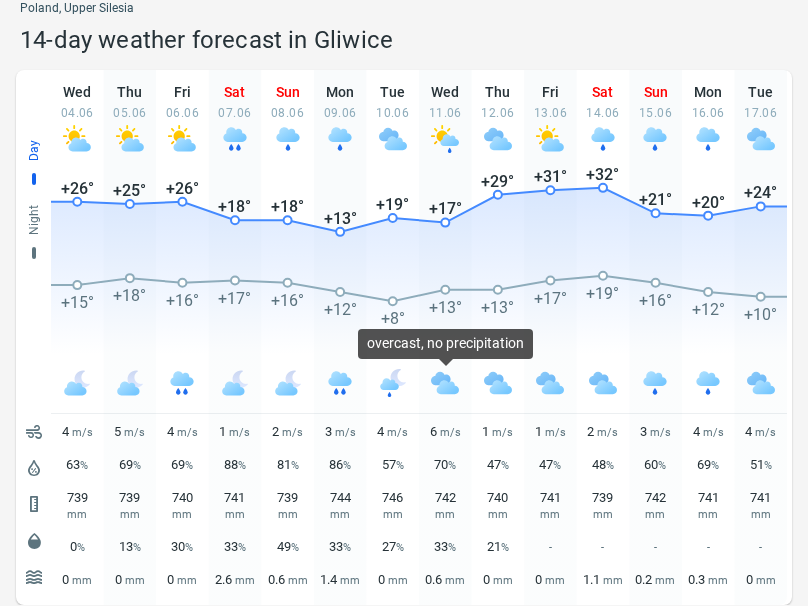 Poland, Upper Silesia
14-day weather forecast in Gliwice
Wed Thu Fri Sat Sun Mon Tue Wed Thu Fri Sat Sun Mon Tue
04.06 05.06 06.06 07.06 08.06 09.06 10.06 11.06 12.06 13.06 14.06 15.06 16.06 17.06
Day
+26° +25° +26° +18° +18° +13° +19° +17° +29° +31° +32° +21° +20° +24°
Night
+15° +18° +16° +17° +16° +12° +8° +13° +13° +17° +19° +16° +12° +10°
overcast, no precipitation
4 m/s 5 m/s 4 m/s 1 m/s 2 m/s 3 m/s 4 m/s 6 m/s 1 m/s 1 m/s 2 m/s 3 m/s 4 m/s 4 m/s
63% 69% 69% 88% 81% 86% 57% 70% 47% 47% 48% 60% 69% 51%
739 739 740 741 739 744 746 742 740 741 739 742 741 741
mm mm mm mm mm mm mm mm mm mm mm mm mm mm
0% 13% 30% 33% 49% 33% 27% 33% 21% - - - - -
0 mm 0 mm 0 mm 2.6 mm 0.6 mm 1.4 mm 0 mm 0.6 mm 0 mm 0 mm 1.1 mm 0.2 mm 0.3 mm 0 mm